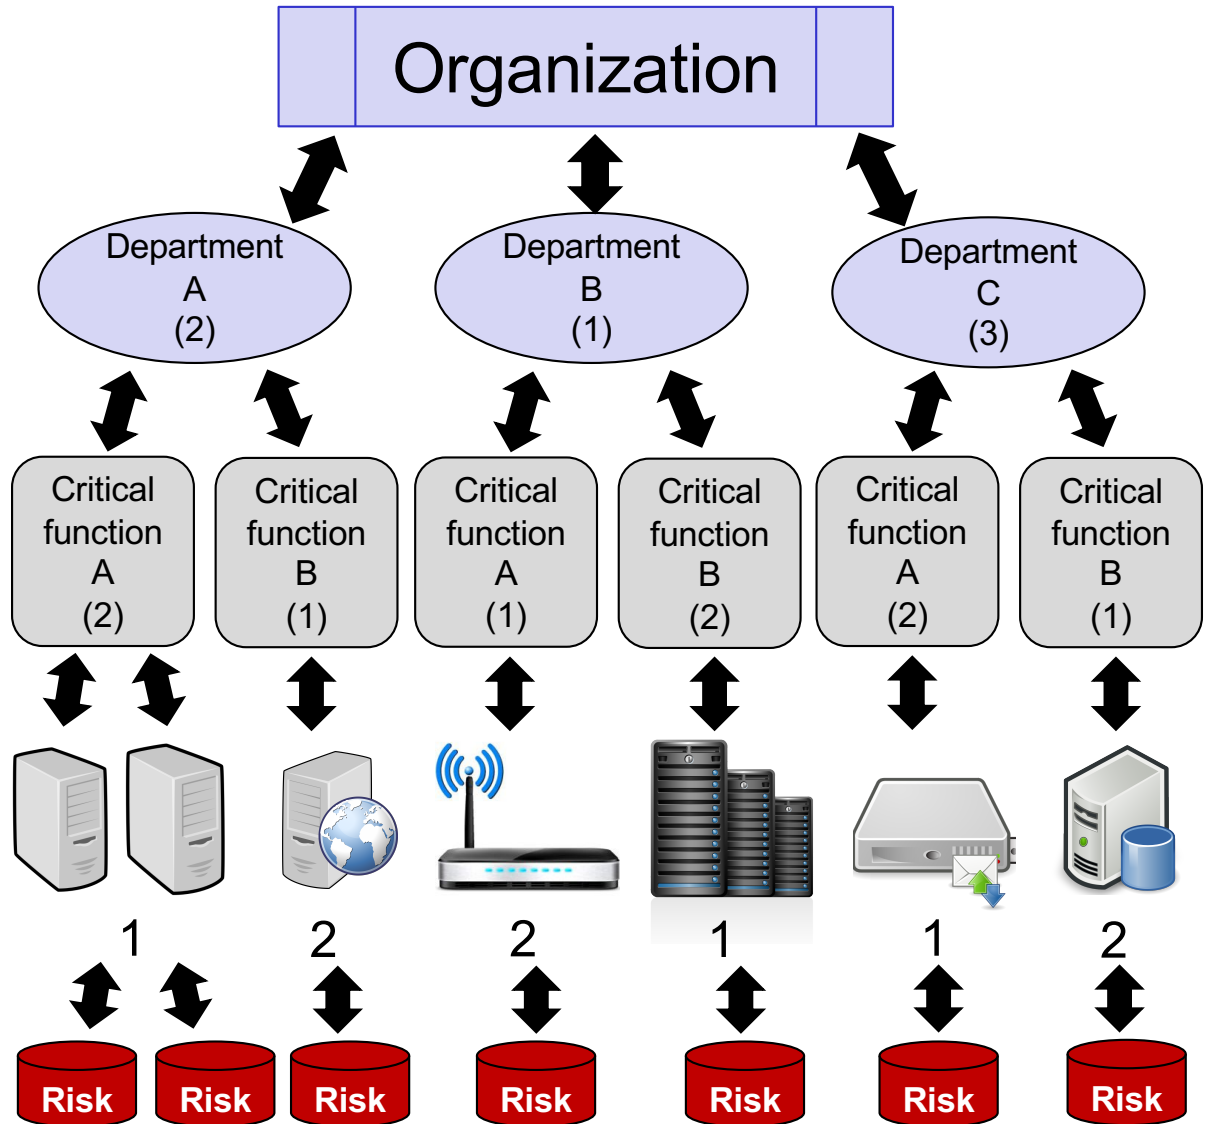 Organization
Department
A
(2)
Department
B
(1)
Department
C
(3)
Critical
function
A
(2)
Critical
function
B
(1)
Critical
function
A
(1)
Critical
function
B
(2)
Critical
function
A
(2)
Critical
function
B
(1)
1
2
2
1
1
2
Risk
Risk
Risk
Risk
Risk
Risk
Risk